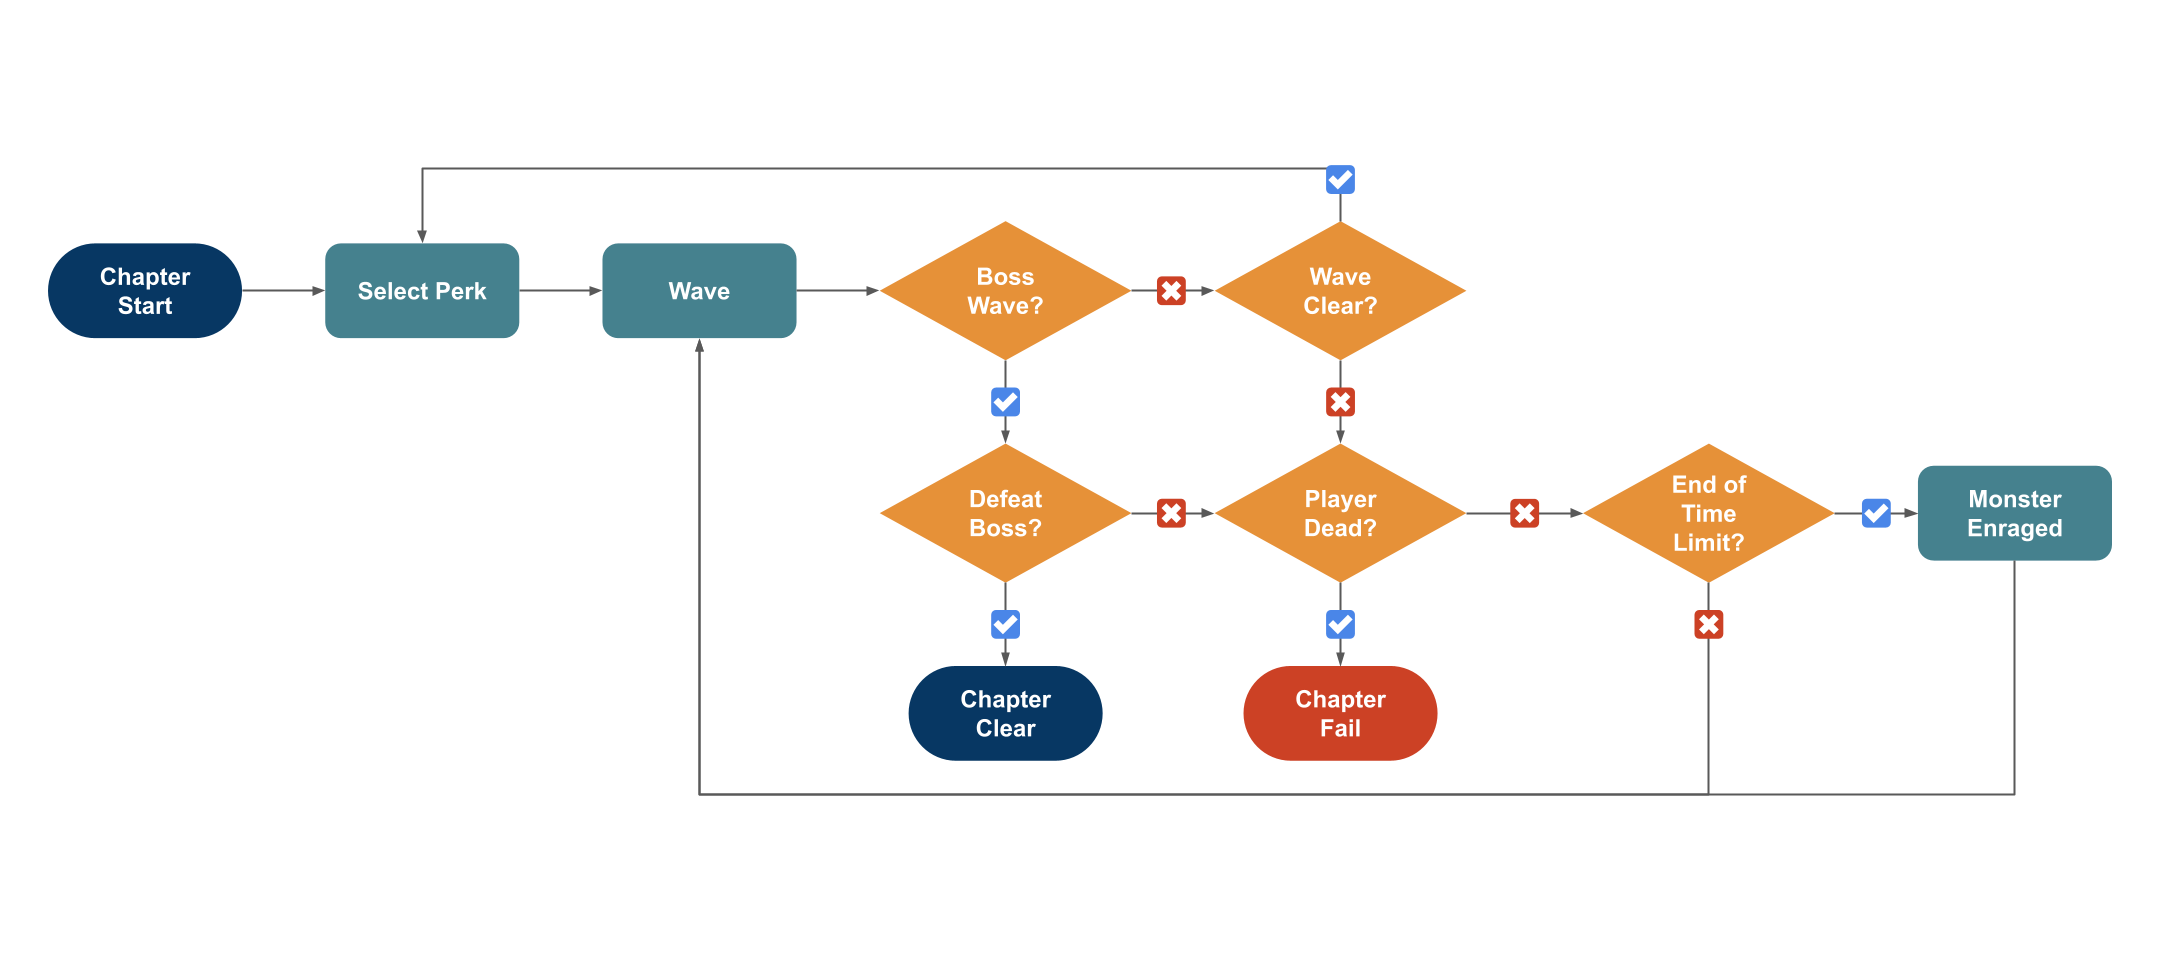 Chapter
Start
Select Perk
Wave
Boss
Wave?
Wave
Clear?
Defeat
Boss?
Player
Dead?
End of
Time
Limit?
Monster
Enraged
Chapter
Clear
Chapter
Fail